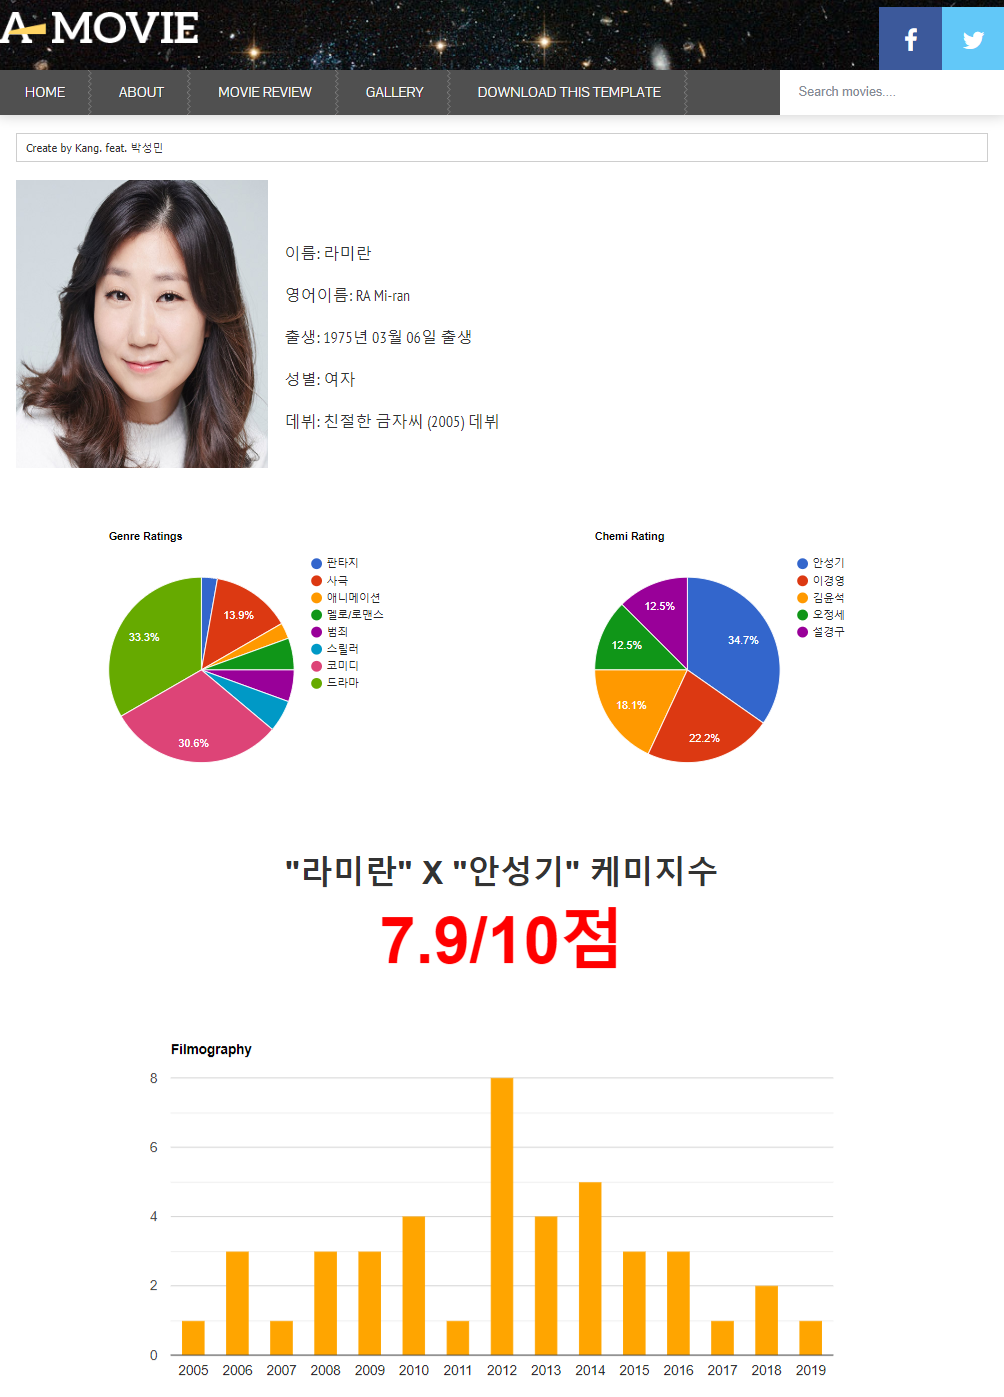 A-MOVIE
HOME ABOUT MOVIE REVIEW GALLERY DOWNLOAD THIS TEMPLATE Search movies....
Create by Kang. feat. 박성민
이름: 라미란
영어이름: RA Mi-ran
출생: 1975년 03월 06일 출생
성별: 여자
데뷔: 친절한 금자씨 (2005) 데뷔
Genre Ratings
판타지
사극
애니메이션
멜로/로맨스
범죄
스릴러
코미디
드라마
13.9%
33.3%
30.6%
Chemi Rating
안성기
이경영
김윤석
오정세
설경구
12.5%
34.7%
12.5%
18.1%
22.2%
"라미란" X "안성기" 케미지수
7.9/10점
Filmography
8
6
4
2
0
2005 2006 2007 2008 2009 2010 2011 2012 2013 2014 2015 2016 2017 2018 2019